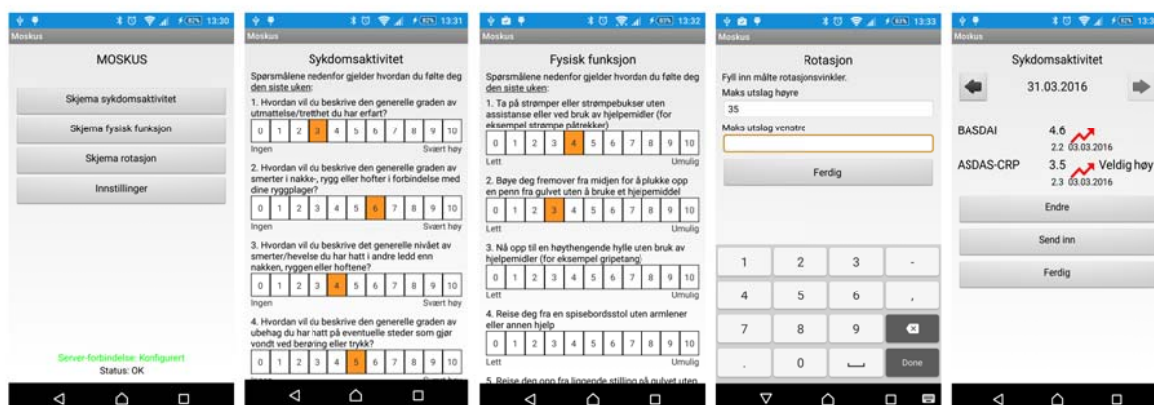 13:20
Moskus
MOSKUS
Skjema sykdomsaktivitet
Skjema fysisk funksjon
Skjema rotasjon
Innstillinger
Server-forbindelse: Konfigurert
Status: OK
13:31
Moskus
Sykdomsaktivitet
Spørsmålene nedenfor gjelder hvordan du følte deg
den siste uken:
1. Hvordan vil du beskrive den generelle graden av
utmattelse/tretthet du har erfart?
0 1 2 3 4 5 6 7 8 9 10
Ingen Svært høy
2. Hvordan vil du beskrive den generelle graden av
smerter i nakke-, rygg eller hofter i forbindelse med
dine ryggplager?
0 1 2 3 4 5 6 7 8 9 10
Ingen Svært høy
3. Hvordan vil du beskrive det generelle nivået av
smerter/hevelse du har hatt i andre ledd enn
nakken, ryggen eller hoftene?
0 1 2 3 4 5 6 7 8 9 10
Ingen Svært høy
4. Hvordan vil du beskrive den generelle graden av
ubehag du har hatt på eventuelle steder som gjør
vondt ved berøring eller trykk?
0 1 2 3 4 5 6 7 8 9 10
13:32
Moskus
Fysisk funksjon
Spørsmålene nedenfor gjelder hvordan du følte deg
den siste uken:
1. Ta på strømper eller strømpebukser uten
assistanse eller ved bruk av hjelpemidler (for
eksempel strømpe påtrekker)
0 1 2 3 4 5 6 7 8 9 10
Lett Umulig
2. Bøye deg fremover fra midjen for å plukke opp
en penn fra gulvet uten å bruke et hjelpemiddel
0 1 2 3 4 5 6 7 8 9 10
Lett Umulig
3. Nå opp til en høythengende hylle uten bruk av
hjelpemidler (for eksempel gripetang)
0 1 2 3 4 5 6 7 8 9 10
Lett Umulig
4. Reise deg fra en spisebordsstol uten armlener
eller annen hjelp
0 1 2 3 4 5 6 7 8 9 10
Lett Umulig
5. Reise deg opp fra liggende stilling på gulvet uten
13:33
Moskus
Rotasjon
Fyll inn målte rotasjonsvinkler.
Maks utslag høyre
35
Maks utslag venstre
Ferdig
1 2 3 -
4 5 6 ,
7 8 9
. 0 Done
Moskus
Sykdomsaktivitet
31.03.2016
BASDAI 4.6
2.2 03.03.2016
ASDAS-CRP 3.5 Veldig høy
2.3 03.03.2016
Endre
Send inn
Ferdig